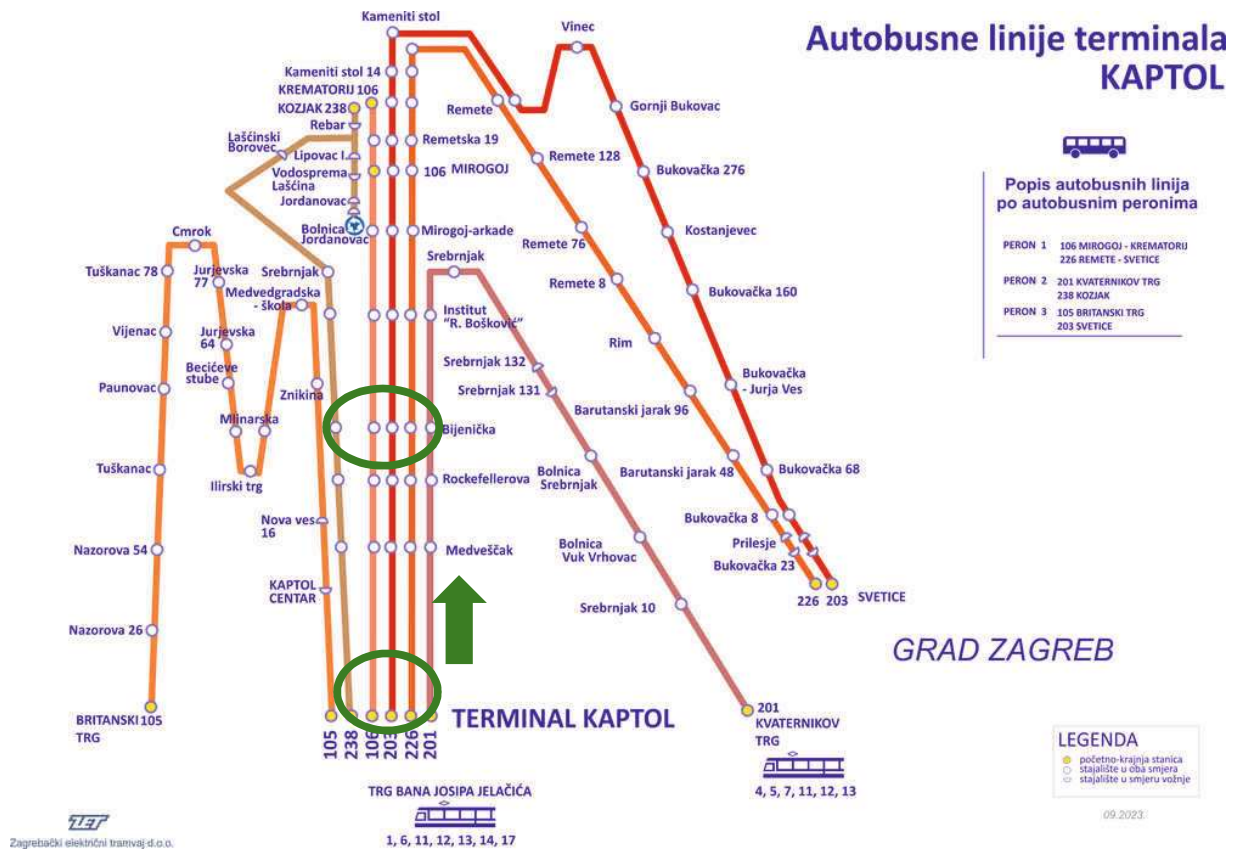 Autobusne linije terminala
KAPTOL
Popis autobusnih linija
po autobusnim peronima
PERON 1 106 MIROGOJ - KREMATORIJ
226 REMETE - SVETICE
PERON 2 201 KVATERNIKOV TRG
238 KOZJAK
PERON 3 105 BRITANSKI TRG
203 SVETICE
Kameniti stol
Vinec
Kameniti stol 14
KREMATORIJ 106
KOZJAK 238
Rebar
Lašćinski
Borovec
Lipovac I.
Vodosprema
Lašćina
Jordanovac
Bolnica
Jordanovac
Remetska 19
106 MIROGOJ
Mirogoj-arkade
Remete
Gornji Bukovac
Remete 128
Bukovačka 276
Remete 76
Kostanjevec
Remete 8
Bukovačka 160
Rim
Bukovačka
- Jurja Ves
Barutanski jarak 96
Barutanski jarak 48
Bukovačka 68
Bukovačka 8
Prilesje
Bukovačka 23
226 203 SVETICE
Cmrok
Tuškanac 78
Jurjevska
77
Srebrnjak
Medvedgradska
- škola
Vijenac
Jurjevska
64
Paunovac
Becićeve
stube
Znikina
Mlinarska
Tuškanac
Ilirski trg
Nova ves
16
Nazorova 54
KAPTOL
CENTAR
Nazorova 26
BRITANSKI 105
TRG
Srebrnjak
Institut
"R. Bošković"
Srebrnjak 132
Srebrnjak 131
Bijenička
Bolnica
Srebrnjak
Rockefellerova
Bolnica
Vuk Vrhovac
Medveščak
Srebrnjak 10
GRAD ZAGREB
TERMINAL KAPTOL
105 238 106 203 226 201
201
KVATERNIKOV
TRG
4, 5, 7, 11, 12, 13
TRG BANA JOSIPA JELAČIĆA
1, 6, 11, 12, 13, 14, 17
LEGENDA
početno-krajnja stanica
stajalište u oba smjera
stajalište u smjeru vožnje
09.2023.
ZET
Zagrebački električni tramvaj d.o.o.